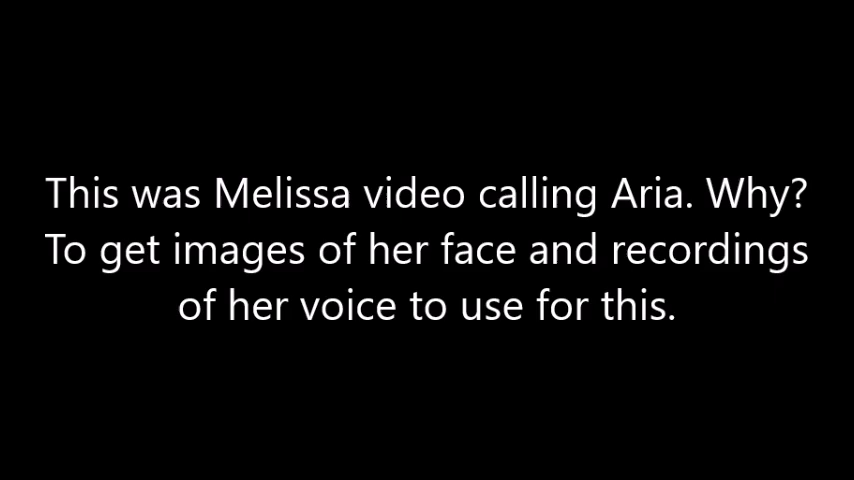 This was Melissa video calling Aria. Why?
To get images of her face and recordings
of her voice to use for this.